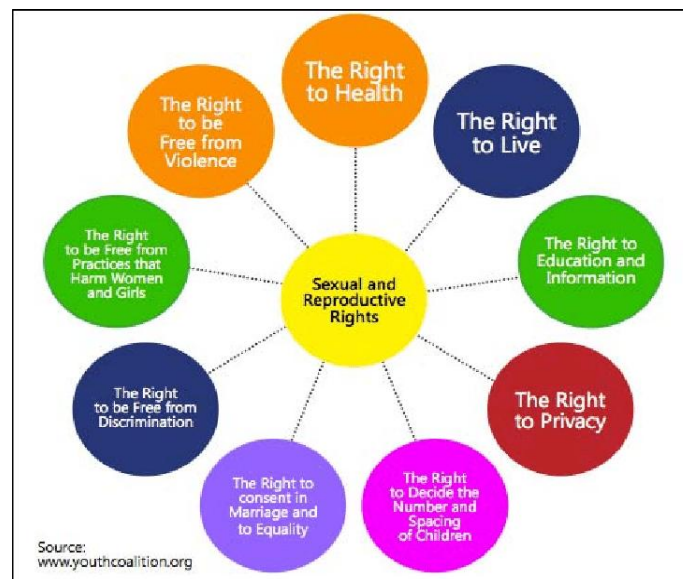 The Right
to Health
The Right
to Live
The Right to
Education and
Information
The Right
to Privacy
The Right
to Decide the
Number and
Spacing
of Children
The Right to
consent in
Marriage and
to Equality
The Right
to be Free from
Discrimination
The Right
to be Free from
Practices that
Harm Women
and Girls
The Right
to be
Free from
Violence
Sexual and
Reproductive
Rights
Source:
www.youthcoalition.org